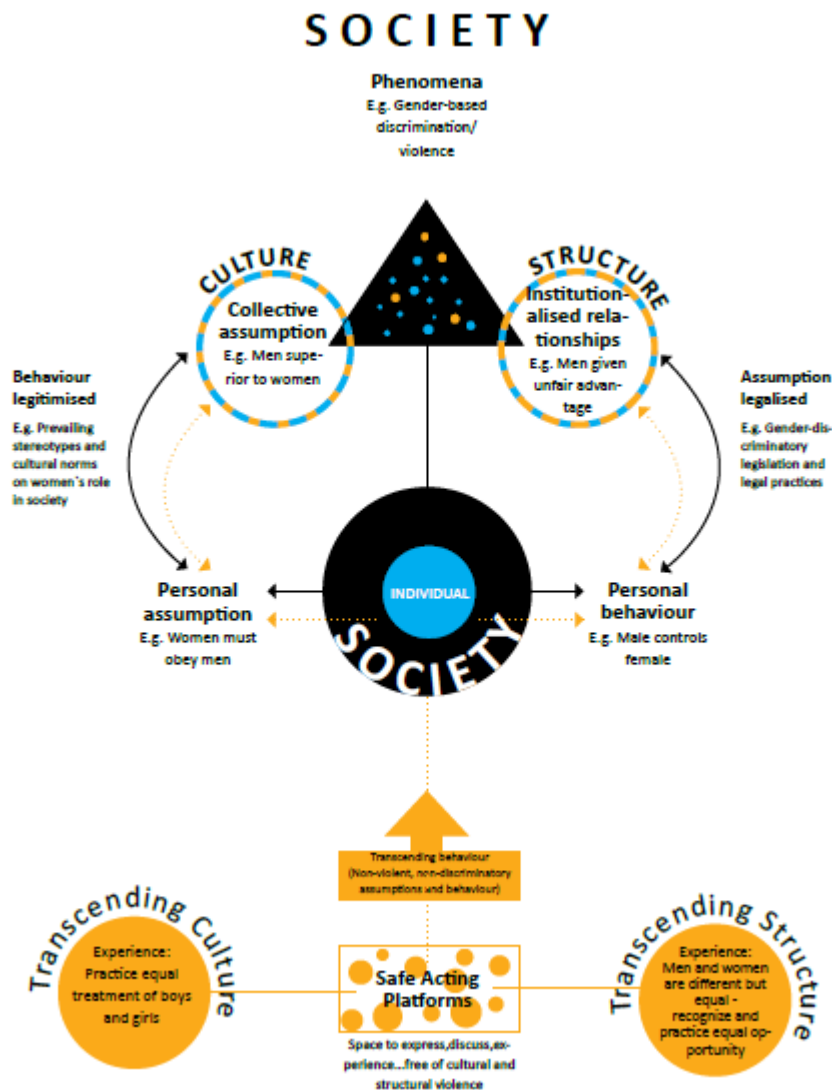 SOCIETY
Phenomena
E.g. Gender-based
discrimination/
violence
CULTURE
Collective
assumption
E.g. Men supe-
rior to women
STRUCTURE
Institution-
alised rela-
tionships
E.g. Men given
unfair advan-
tage
Behaviour
legitimised
E.g. Prevailing
stereotypes and
cultural norms
on women´s role
in society
Assumption
legalised
E.g. Gender-dis-
criminatory
legislation and
legal practices
Personal
assumption
E.g. Women must
obey men
INDIVIDUAL
SOCIETY
Personal
behaviour
E.g. Male controls
female
Transcending behaviour
(Non-violent, non-discriminatory
assumptions and behaviour)
Transcending Culture
Experience:
Practice equal
treatment of boys
and girls
Safe Acting
Platforms
Space to express,discuss,ex-
perience...free of cultural and
structural violence
Transcending Structure
Experience:
Men and women
are different but
equal -
recognize and
practice equal op-
portunity